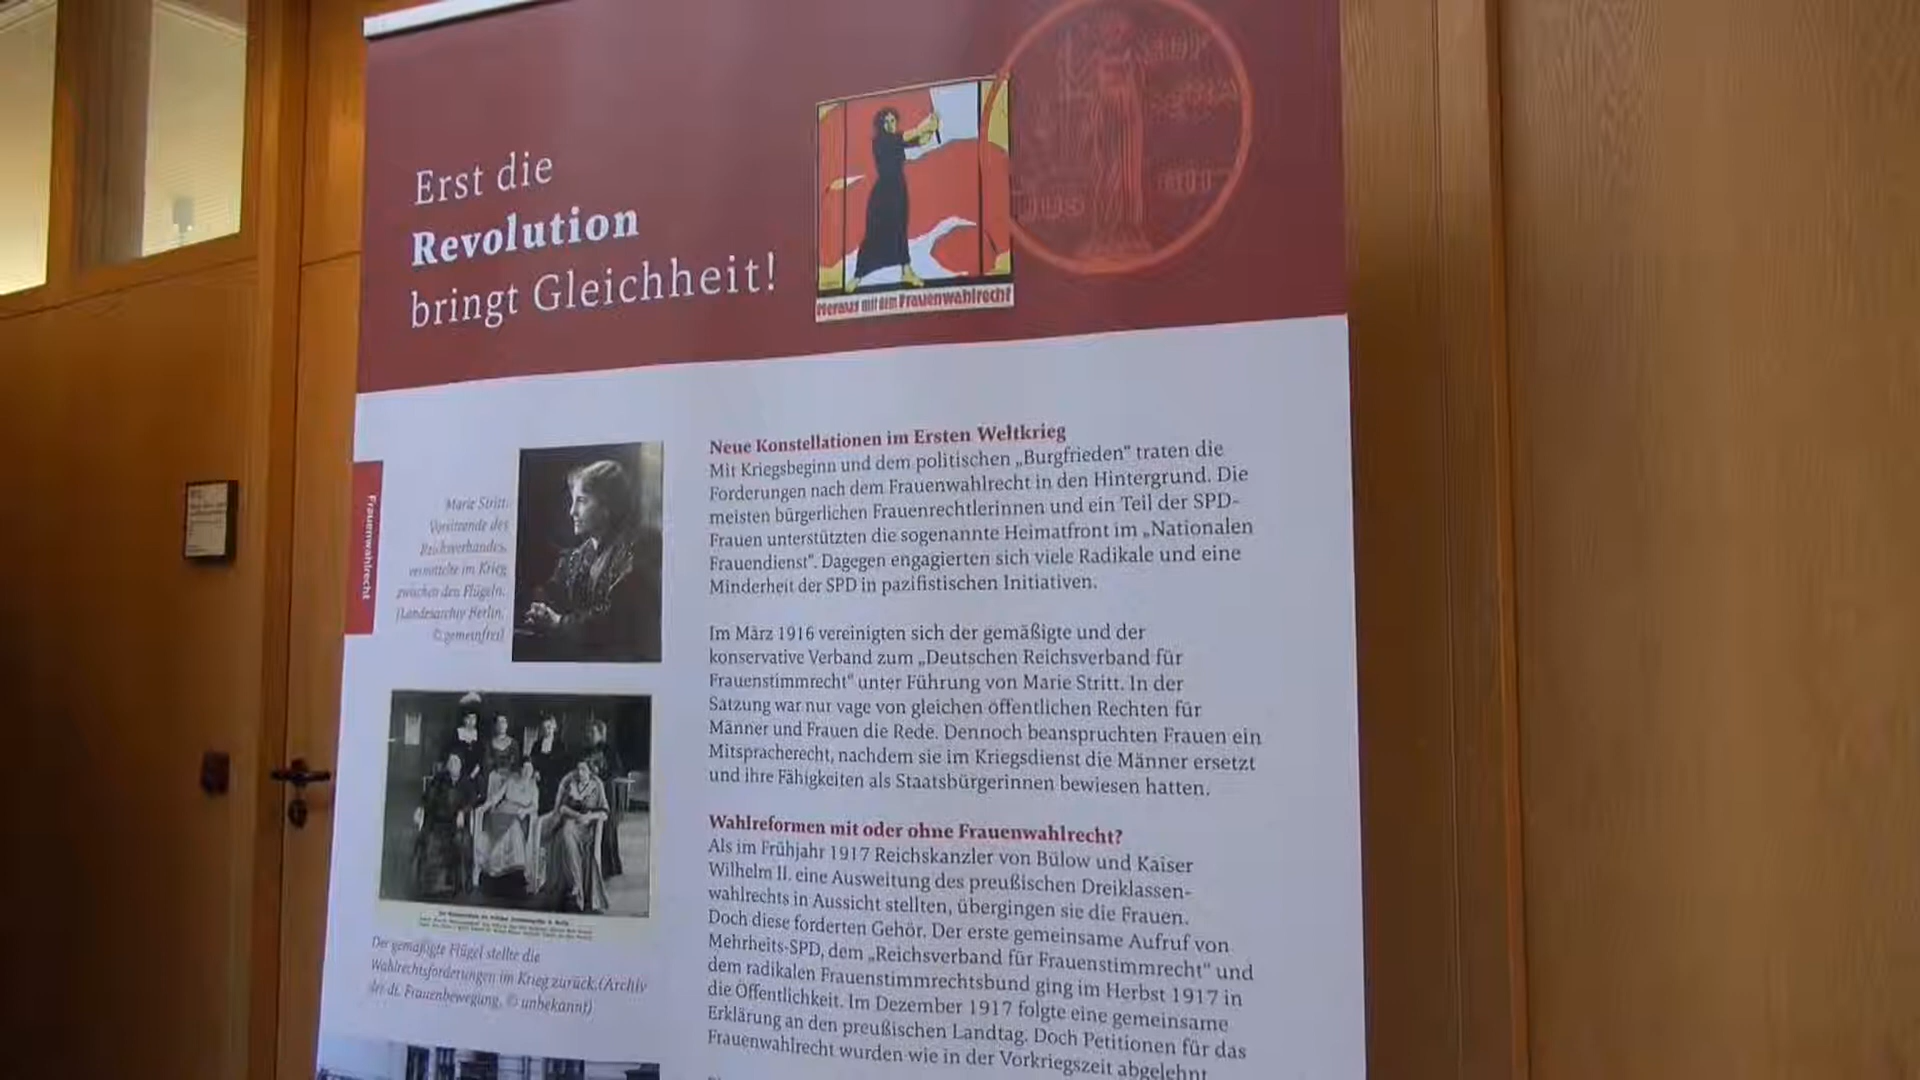 Erst die
Revolution
bringt Gleichheit!
Heraus mit dem Frauenwahlrecht
Frauenwahlrecht
Marie Stritt,
Vorsitzende des
Reichsverbandes,
vermittelte im Krieg
zwischen den Flügeln.
(Landesarchiv Berlin,
© gemeinfrei)
Der gemäßigte Flügel stellte die
Wahlrechtsforderungen im Krieg zurück.(Archiv
der dt. Frauenbewegung, © unbekannt)
Neue Konstellationen im Ersten Weltkrieg
Mit Kriegsbeginn und dem politischen „Burgfrieden“ traten die
Forderungen nach dem Frauenwahlrecht in den Hintergrund. Die
meisten bürgerlichen Frauenrechtlerinnen und ein Teil der SPD-
Frauen unterstützten die sogenannte Heimatfront im „Nationalen
Frauendienst“. Dagegen engagierten sich viele Radikale und eine
Minderheit der SPD in pazifistischen Initiativen.
Im März 1916 vereinigten sich der gemäßigte und der
konservative Verband zum „Deutschen Reichsverband für
Frauenstimmrecht“ unter Führung von Marie Stritt. In der
Satzung war nur vage von gleichen öffentlichen Rechten für
Männer und Frauen die Rede. Dennoch beanspruchten Frauen ein
Mitspracherecht, nachdem sie im Kriegsdienst die Männer ersetzt
und ihre Fähigkeiten als Staatsbürgerinnen bewiesen hatten.
Wahlreformen mit oder ohne Frauenwahlrecht?
Als im Frühjahr 1917 Reichskanzler von Bülow und Kaiser
Wilhelm II. eine Ausweitung des preußischen Dreiklassen-
wahlrechts in Aussicht stellten, übergingen sie die Frauen.
Doch diese forderten Gehör. Der erste gemeinsame Aufruf von
Mehrheits-SPD, dem „Reichsverband für Frauenstimmrecht“ und
dem radikalen Frauenstimmrechtsbund ging im Herbst 1917 in
die Öffentlichkeit. Im Dezember 1917 folgte eine gemeinsame
Erklärung an den preußischen Landtag. Doch Petitionen für das
Frauenwahlrecht wurden wie in der Vorkriegszeit abgelehnt